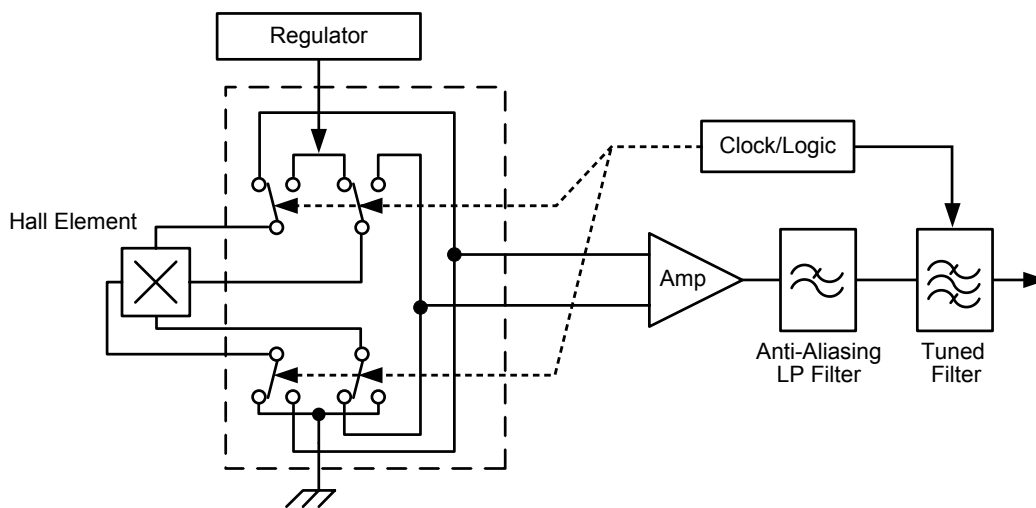 Regulator
Clock/Logic
Hall Element
Amp
Anti-Aliasing
LP Filter
Tuned
Filter